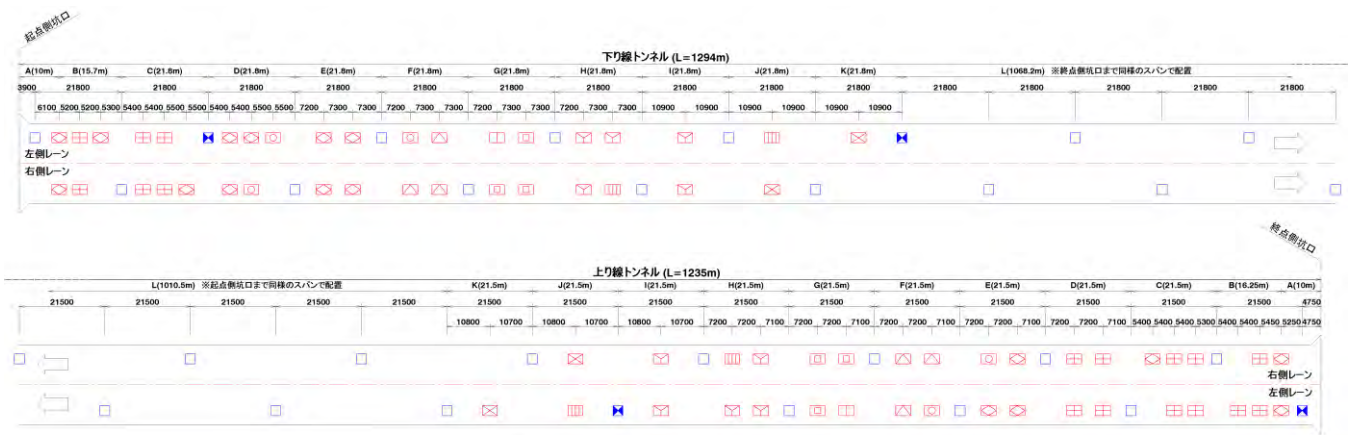 起点側坑口
下り線トンネル (L=1294m)
A(10m) B(15.7m) C(21.8m) D(21.8m) E(21.8m) F(21.8m) G(21.8m) H(21.8m) I(21.8m) J(21.8m) K(21.8m) L(1068.2m) ※終点側坑口まで同様のスパンで配置
3900 21800 21800 21800 21800 21800 21800 21800 21800 21800 21800 21800 21800 21800 21800 21800
6100 5200 5200 5300 5400 5400 5500 5500 5400 5400 5500 5500 7200 7300 7300 7200 7300 7300 7200 7300 7300 7200 7300 7300 10900 10900 10900 10900 10900 10900
左側レーン
右側レーン
終点側坑口
上り線トンネル (L=1235m)
L(1010.5m) ※起点側坑口まで同様のスパンで配置 K(21.5m) J(21.5m) I(21.5m) H(21.5m) G(21.5m) F(21.5m) E(21.5m) D(21.5m) C(21.5m) B(16.25m) A(10m)
21500 21500 21500 21500 21500 21500 21500 21500 21500 21500 21500 21500 21500 21500 21500 4750
10800 10700 10800 10700 10800 10700 7200 7200 7100 7200 7200 7100 7200 7200 7100 7200 7200 7100 7200 7200 7100 5400 5400 5400 5300 5400 5400 5450 5250 4750
右側レーン
左側レーン